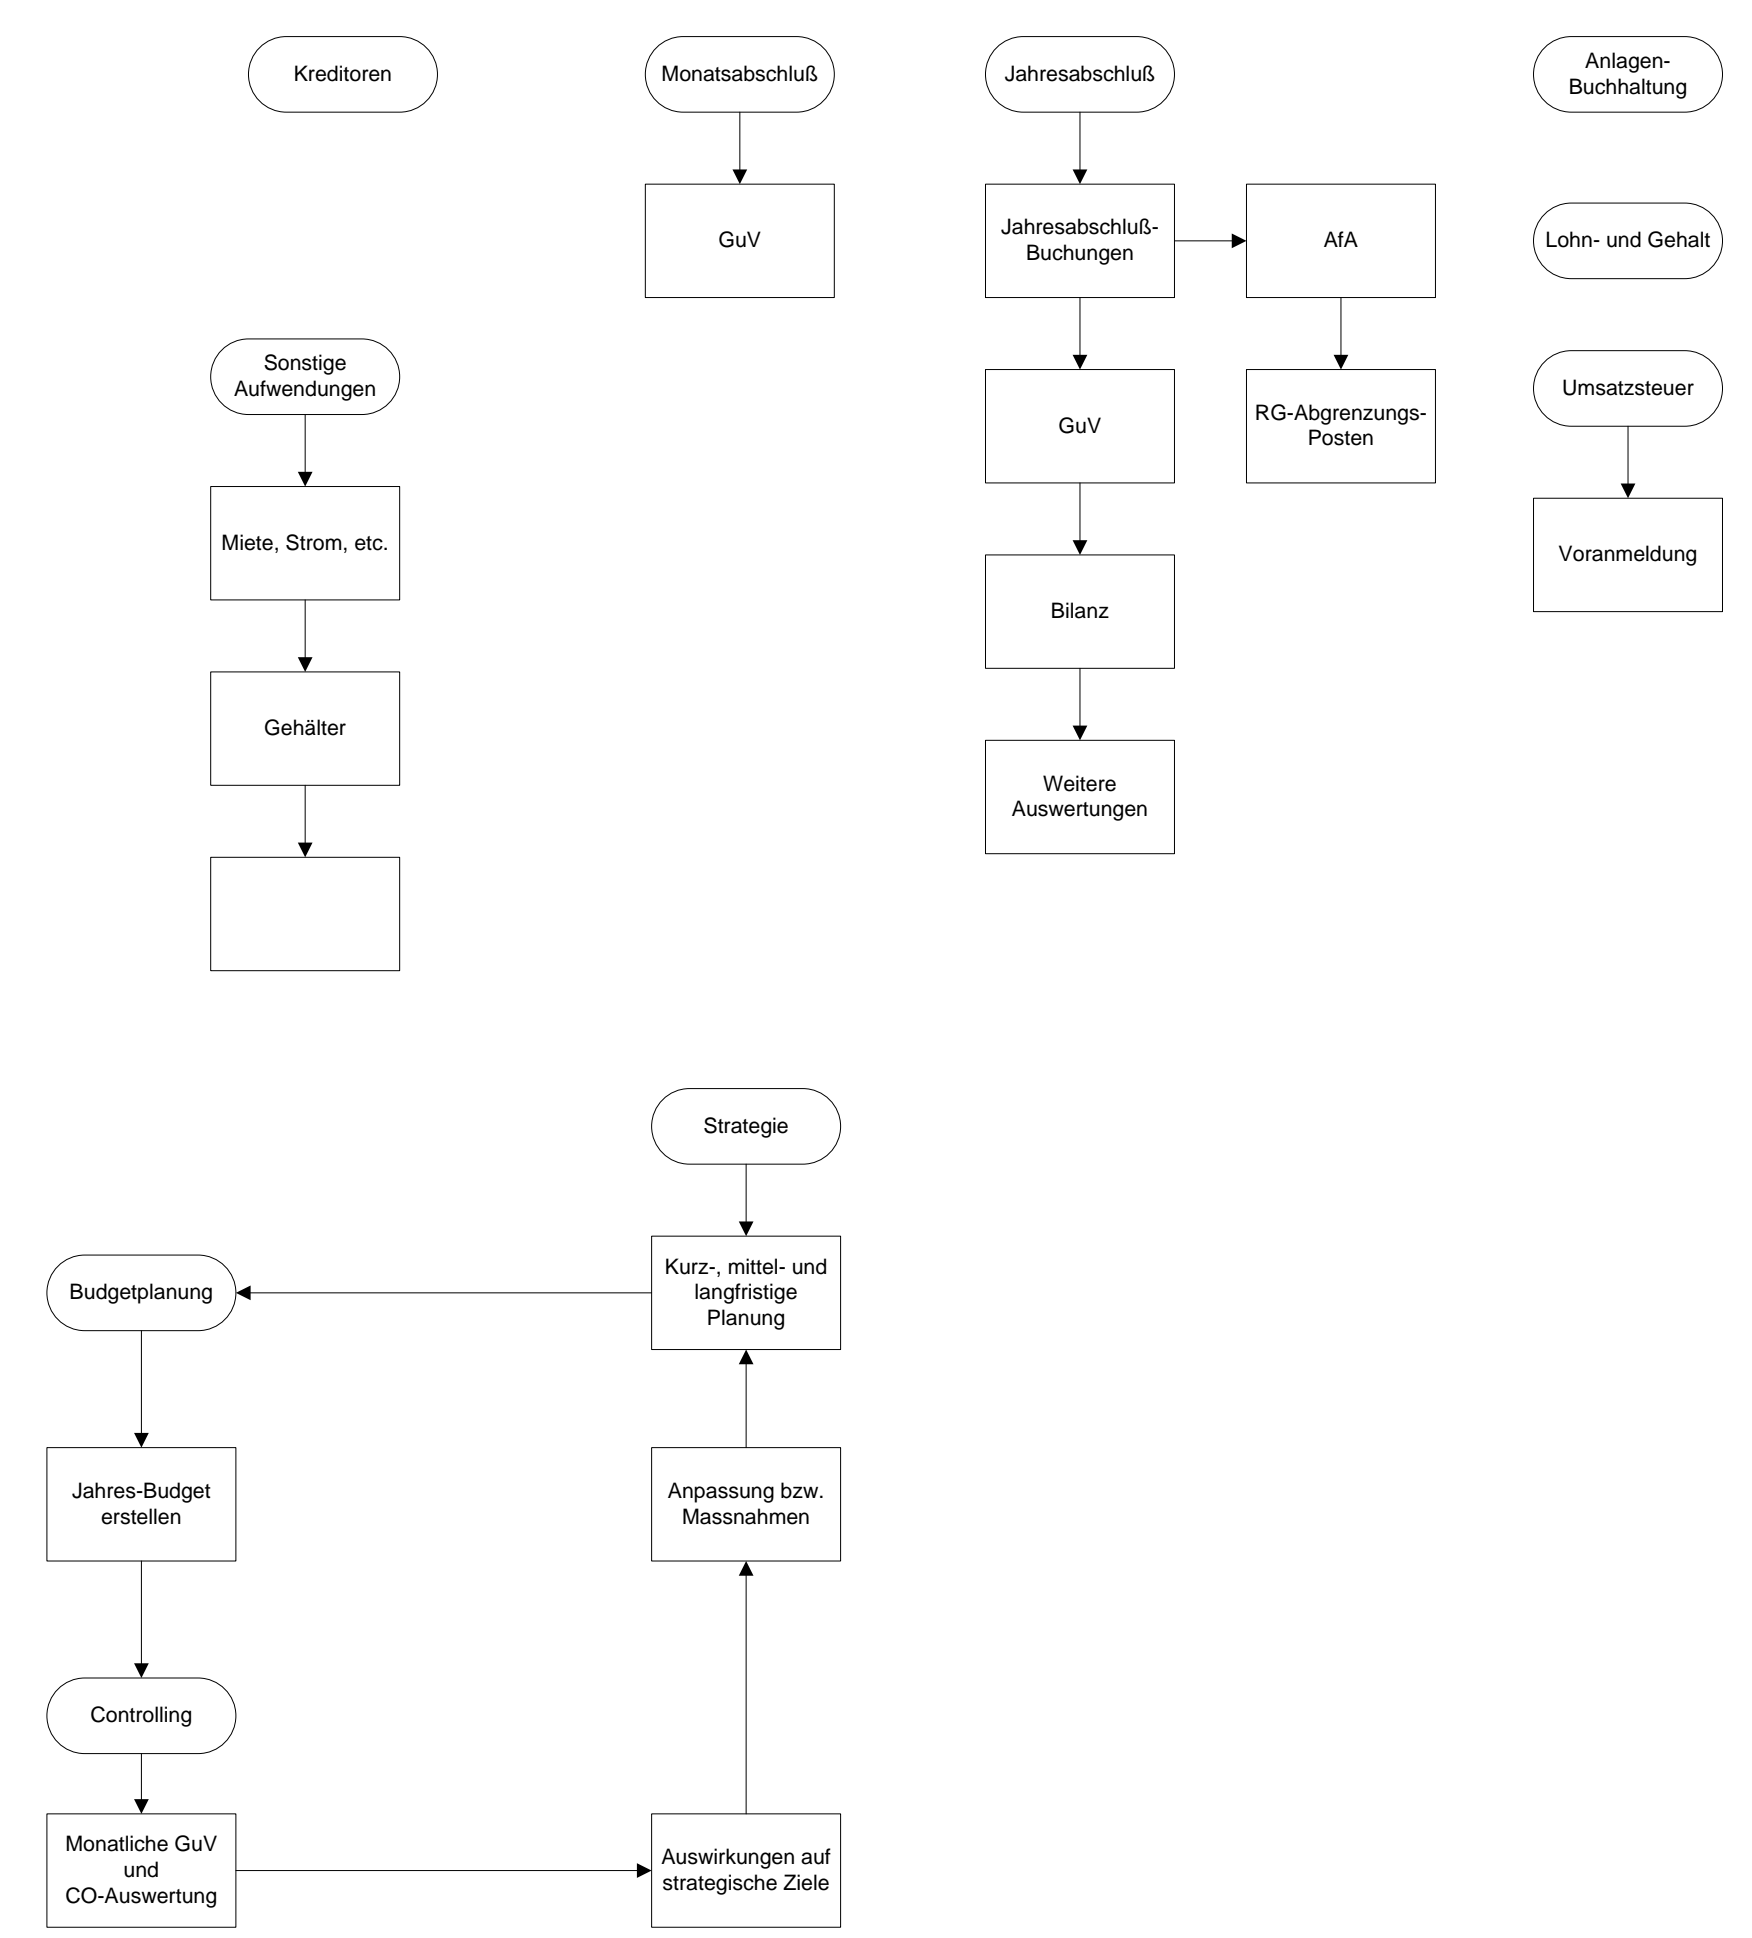 Kreditoren
Monatsabschluß
Jahresabschluß
Anlagen-
Buchhaltung
GuV
Jahresabschluß-
Buchungen
AfA
Lohn- und Gehalt
Sonstige
Aufwendungen
GuV
RG-Abgrenzungs-
Posten
Umsatzsteuer
Miete, Strom, etc.
Bilanz
Voranmeldung
Gehälter
Weitere
Auswertungen
Strategie
Budgetplanung
Kurz-, mittel- und
langfristige
Planung
Jahres-Budget
erstellen
Anpassung bzw.
Massnahmen
Controlling
Monatliche GuV
und
CO-Auswertung
Auswirkungen auf
strategische Ziele